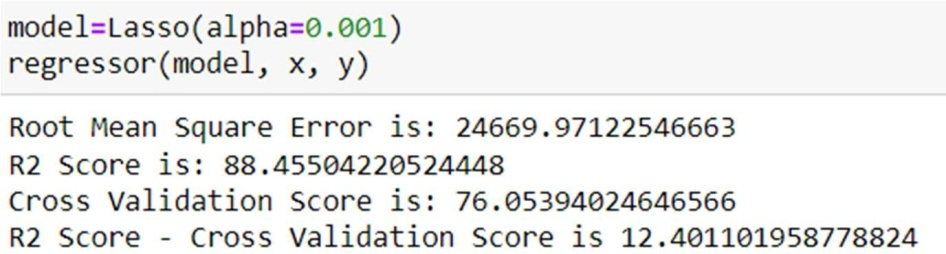 model=Lasso(alpha=0.001)
regressor(model, x, y)
Root Mean Square Error is: 24669.97122546663
R2 Score is: 88.45504220524448
Cross Validation Score is: 76.05394024646566
R2 Score - Cross Validation Score is 12.401101958778824